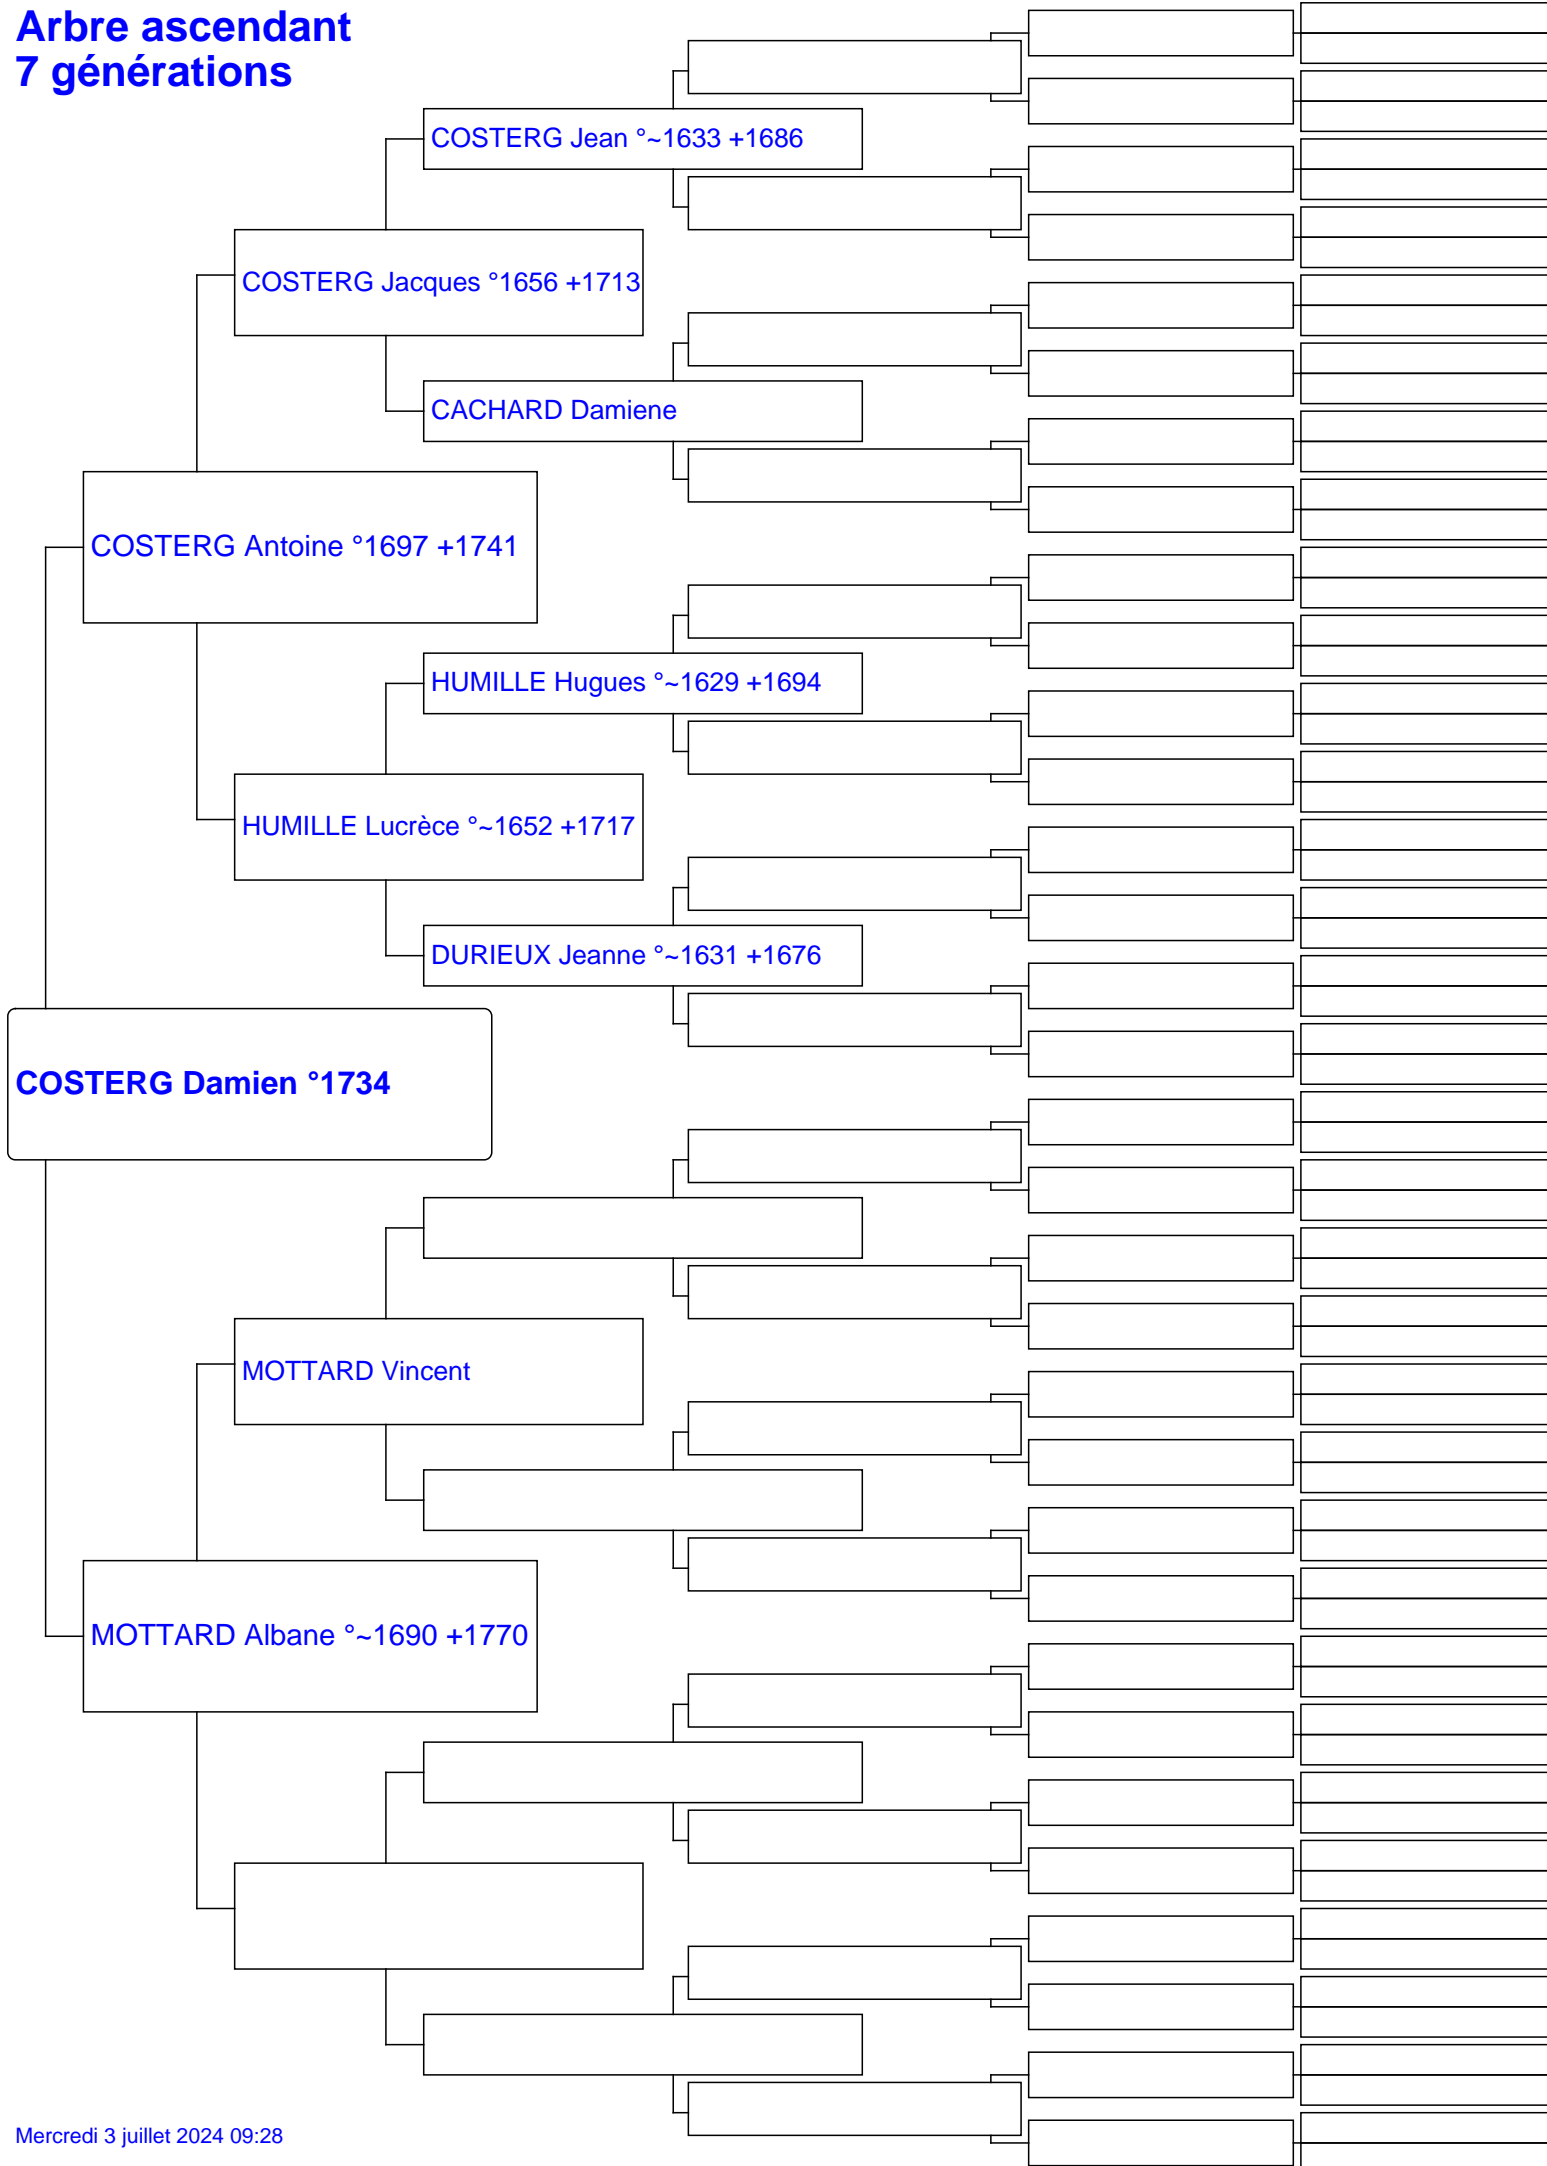 Arbre ascendant
7 générations
COSTERG Jean °~1633 +1686
COSTERG Jacques °1656 +1713
CACHARD Damiene
COSTERG Antoine °1697 +1741
HUMILLE Hugues °~1629 +1694
HUMILLE Lucrèce °~1652 +1717
DURIEUX Jeanne °~1631 +1676
COSTERG Damien °1734
MOTTARD Vincent
MOTTARD Albane °~1690 +1770
Mercredi 3 juillet 2024 09:28